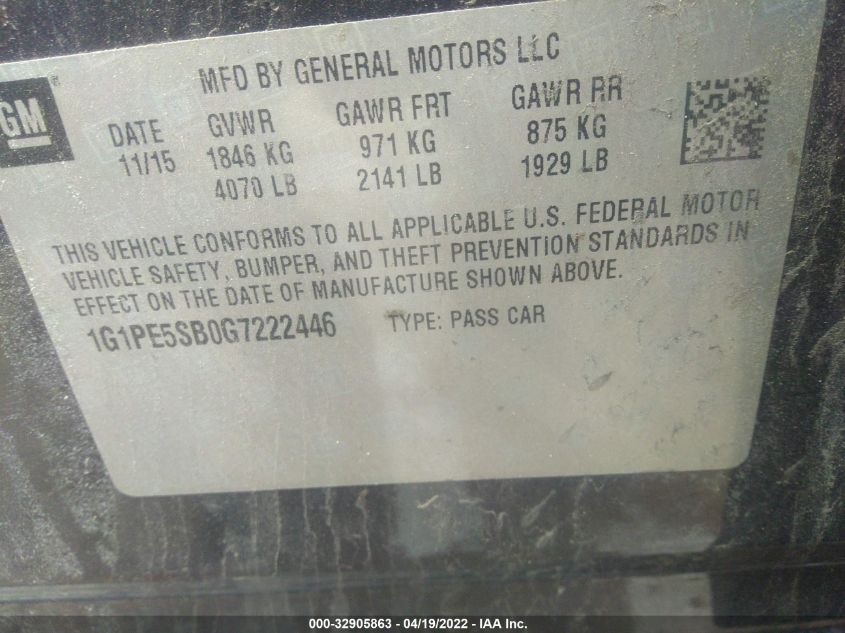 MFD BY GENERAL MOTORS LLC
GM
DATE GVWR GAWR FRT GAWR RR
11/15 1846 KG 971 KG 875 KG
4070 LB 2141 LB 1929 LB
THIS VEHICLE CONFORMS TO ALL APPLICABLE U.S. FEDERAL MOTOR
VEHICLE SAFETY, BUMPER, AND THEFT PREVENTION STANDARDS IN
EFFECT ON THE DATE OF MANUFACTURE SHOWN ABOVE.
1G1PE5SB0G7222446 TYPE: PASS CAR
000-32905863 - 04/19/2022 - IAA Inc.